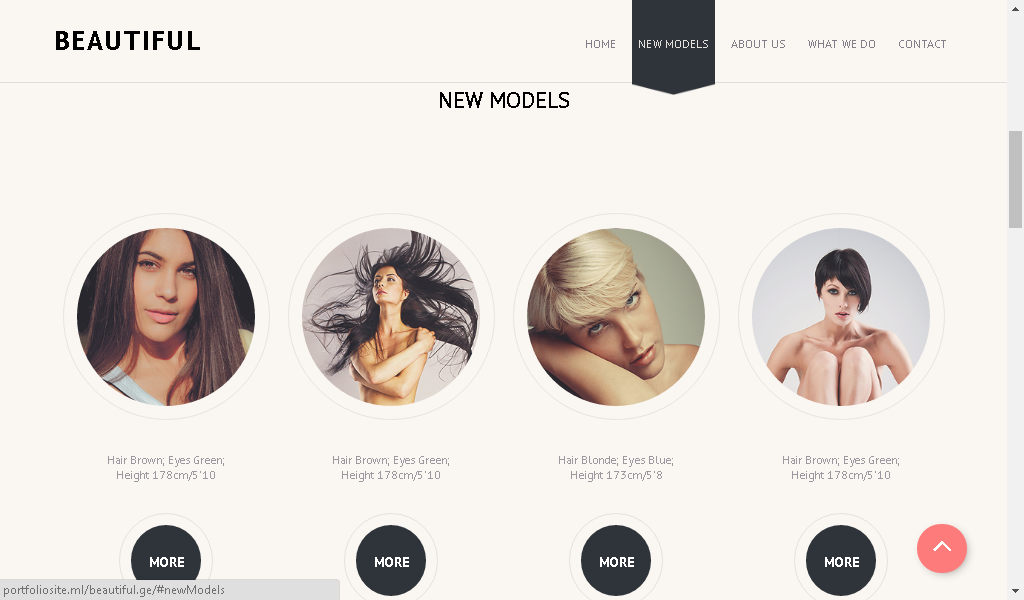 BEAUTIFUL
HOME NEW MODELS ABOUT US WHAT WE DO CONTACT
NEW MODELS
Hair Brown; Eyes Green;
Height 178cm/5'10
Hair Brown; Eyes Green;
Height 178cm/5'10
Hair Blonde; Eyes Blue;
Height 173cm/5'8
Hair Brown; Eyes Green;
Height 178cm/5'10
MORE
MORE
MORE
MORE
portfoliosite.ml/beautiful.ge/#newModels